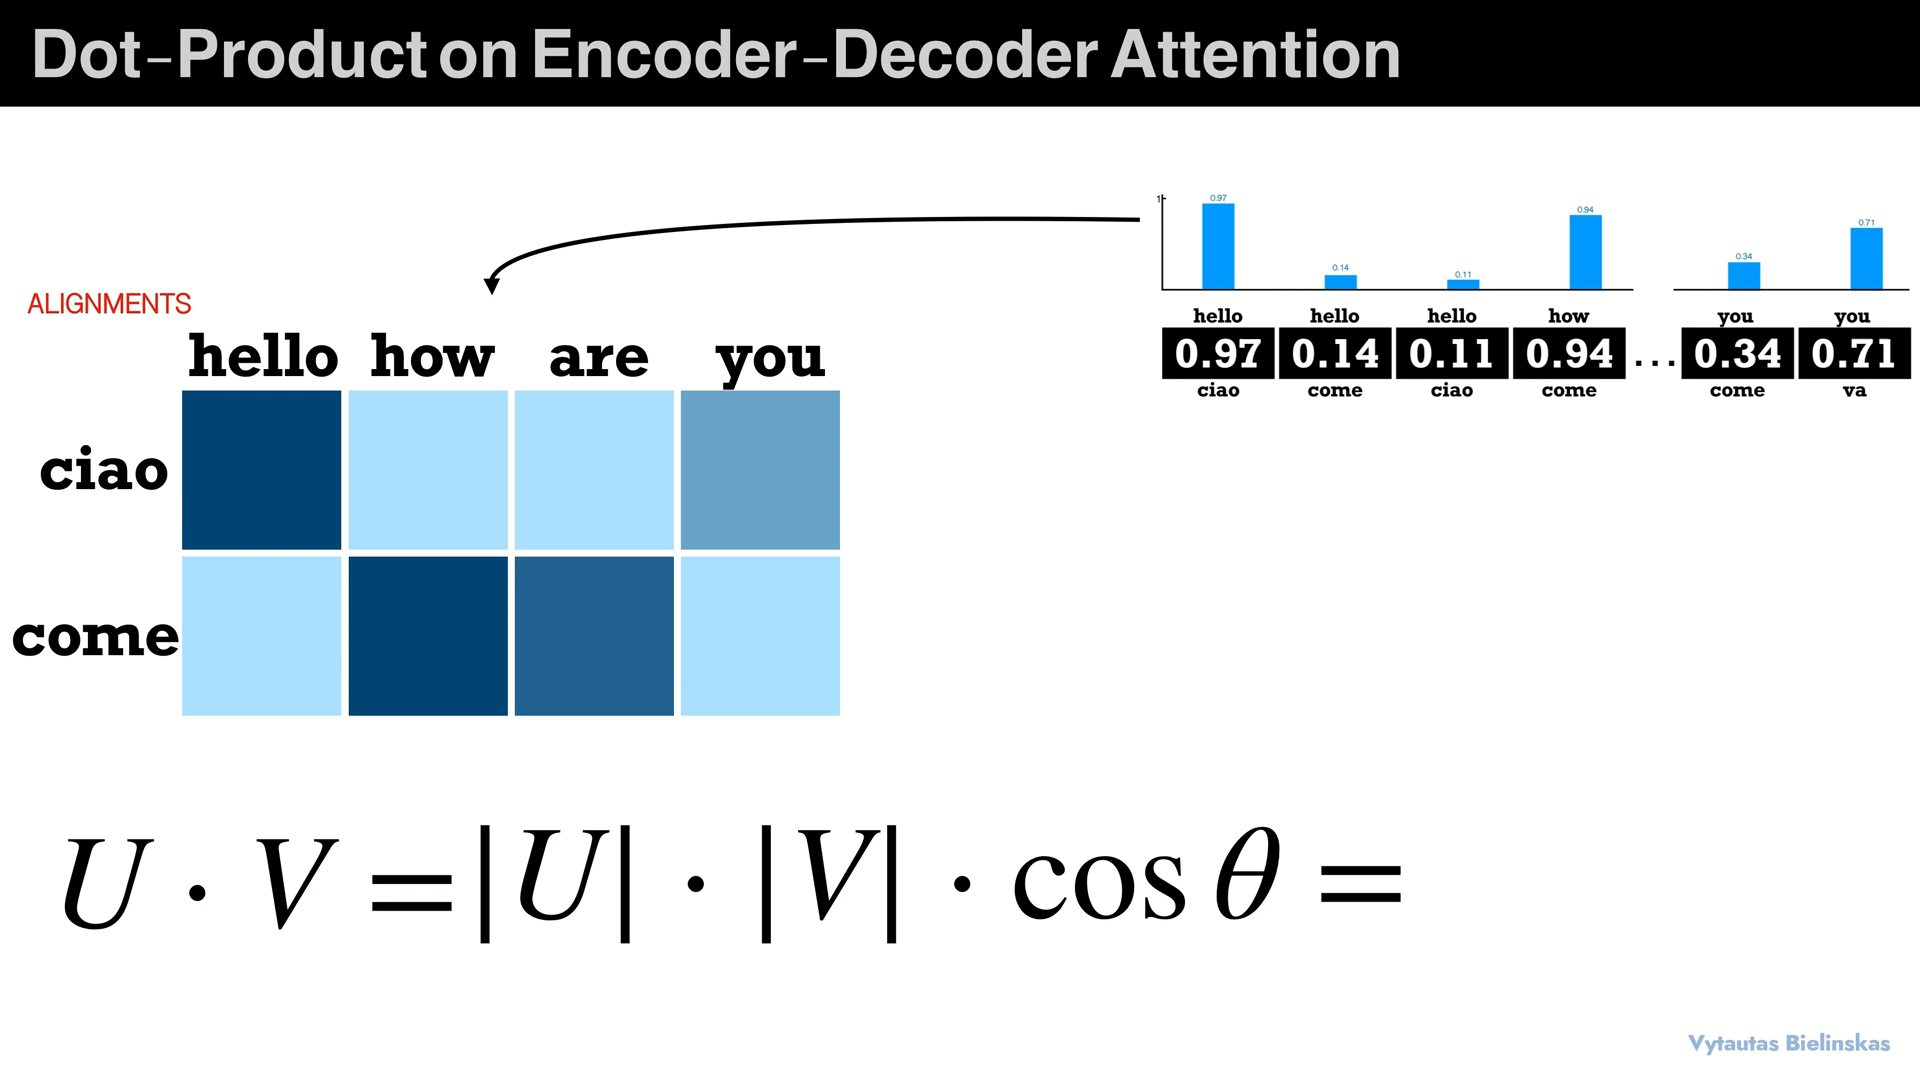 Dot-Product on Encoder-Decoder Attention
1
0.97 0.14 0.11 0.94 0.34 0.71
hello hello hello how you you
0.97 0.14 0.11 0.94 ... 0.34 0.71
ciao come ciao come come va
ALIGNMENTS
hello how are you
ciao
come
U · V = |U| · |V| · cos θ =
Vytautas Bielinskas